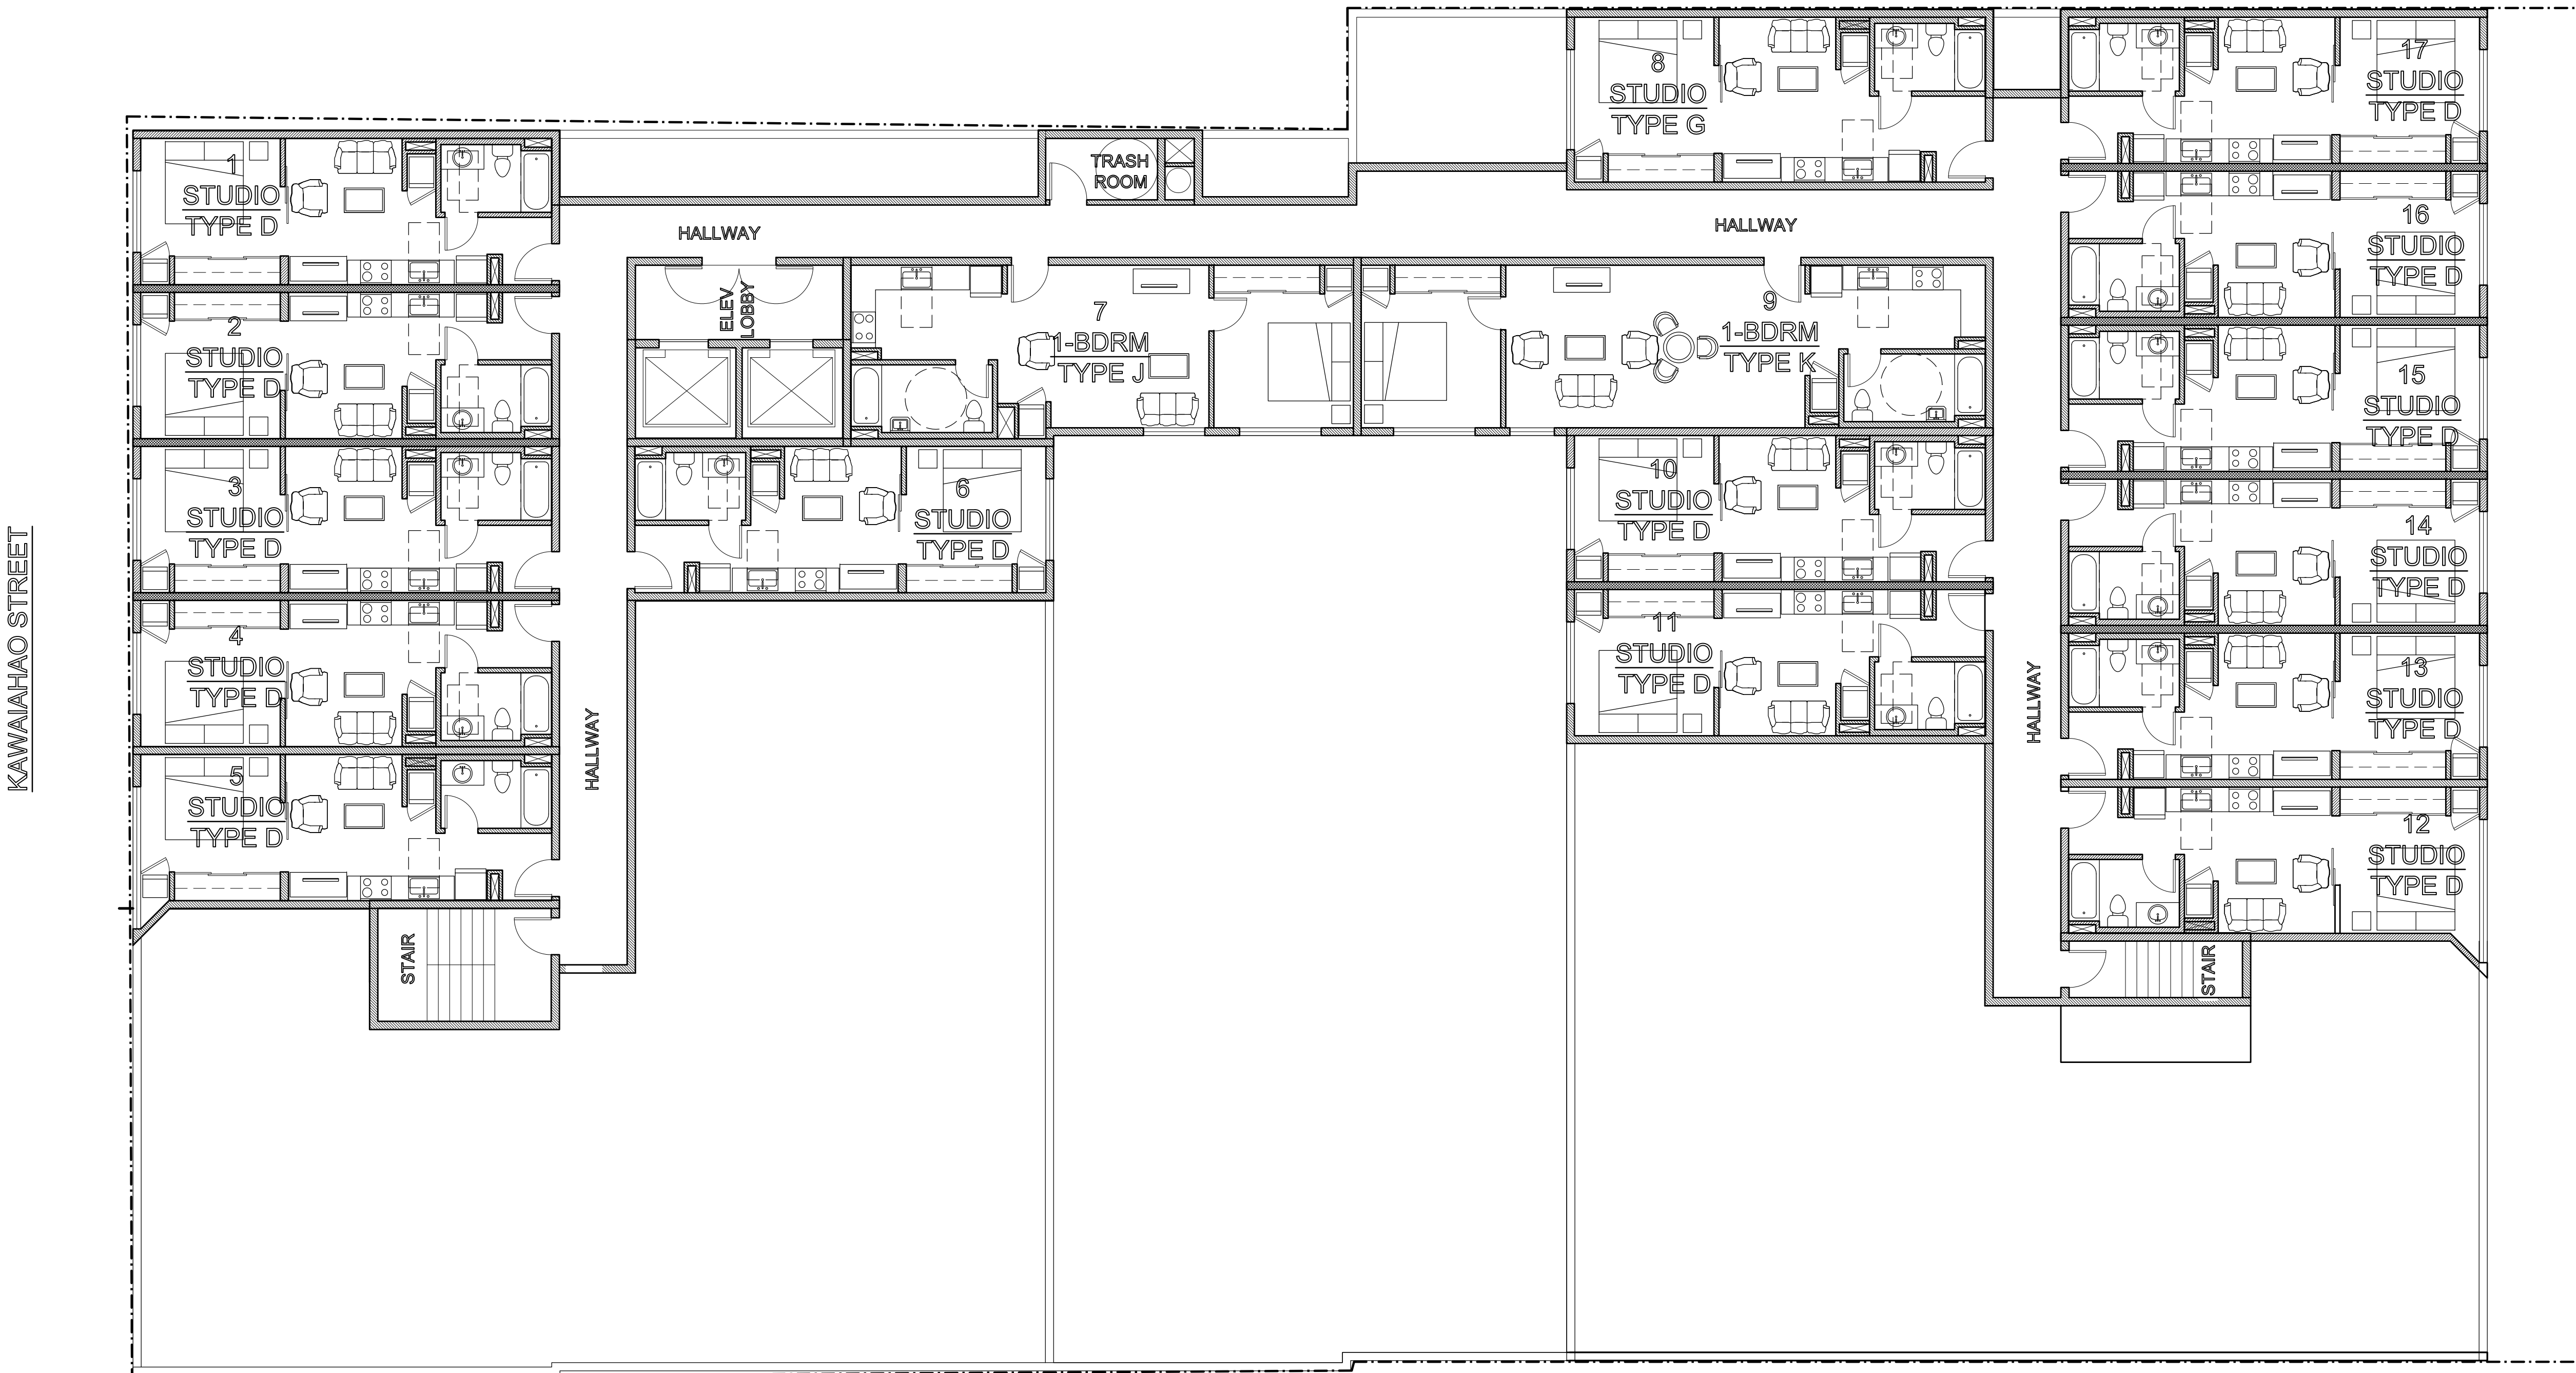 KAWAIAHAO STREET
1
STUDIO
TYPE D
2
STUDIO
TYPE D
3
STUDIO
TYPE D
4
STUDIO
TYPE D
5
STUDIO
TYPE D
STAIR
HALLWAY
HALLWAY
ELEV
LOBBY
6
STUDIO
TYPE D
TRASH
ROOM
7
1-BDRM
TYPE J
8
STUDIO
TYPE G
HALLWAY
9
1-BDRM
TYPE K
10
STUDIO
TYPE D
11
STUDIO
TYPE D
HALLWAY
17
STUDIO
TYPE D
16
STUDIO
TYPE D
15
STUDIO
TYPE D
14
STUDIO
TYPE D
13
STUDIO
TYPE D
12
STUDIO
TYPE D
STAIR